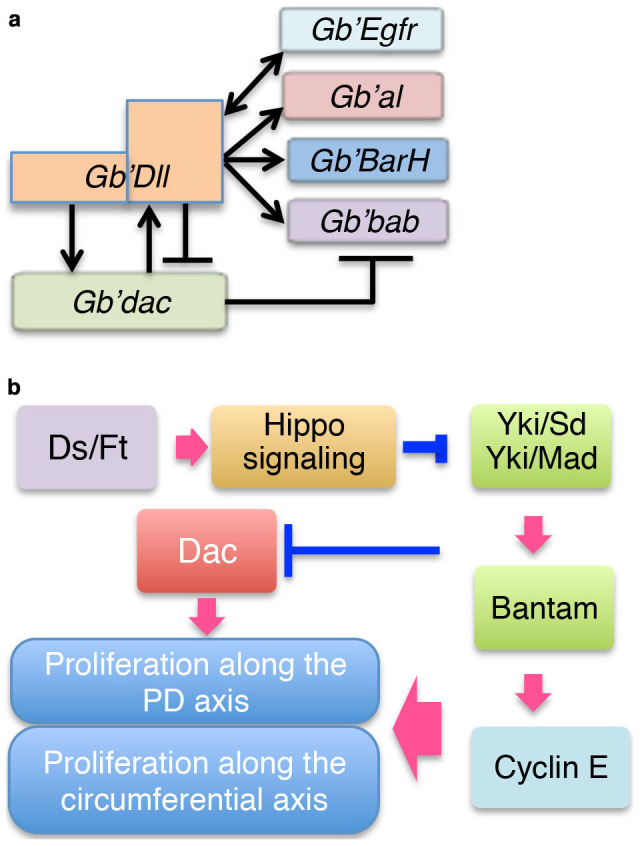 a
Gb’Egfr
Gb’al
Gb’BarH
Gb’Dll
Gb’bab
Gb’dac
b
Ds/Ft
Hippo
signaling
Yki/Sd
Yki/Mad
Dac
Bantam
Proliferation along the
PD axis
Proliferation along the
circumferential axis
Cyclin E